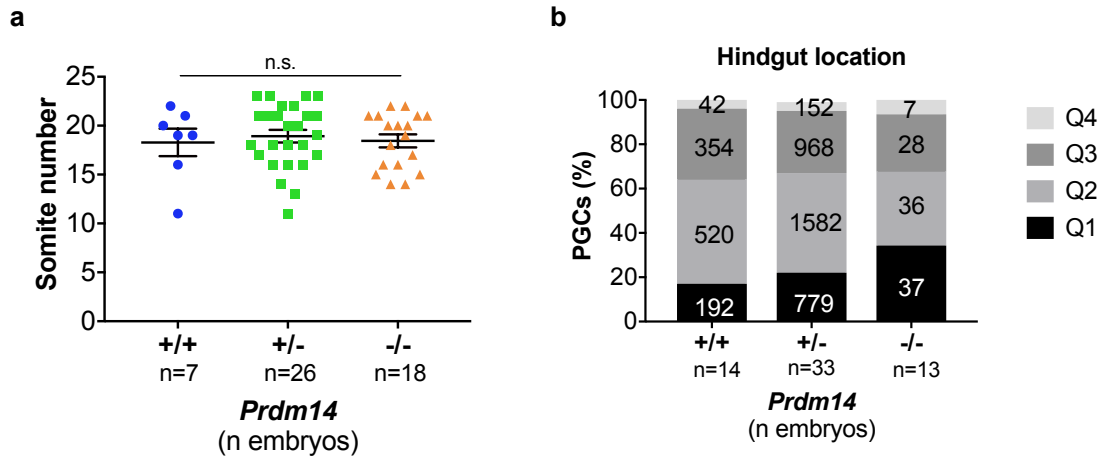 a
n.s.
Somite number
25
20
15
10
5
0
+/+
+/-
-/-
n=7
n=26
n=18
Prdm14
(n embryos)
b
Hindgut location
PGCs (%)
100
80
60
40
20
0
42
152
7
354
968
28
520
1582
36
192
779
37
Q4
Q3
Q2
Q1
+/+
+/-
-/-
n=14
n=33
n=13
Prdm14
(n embryos)